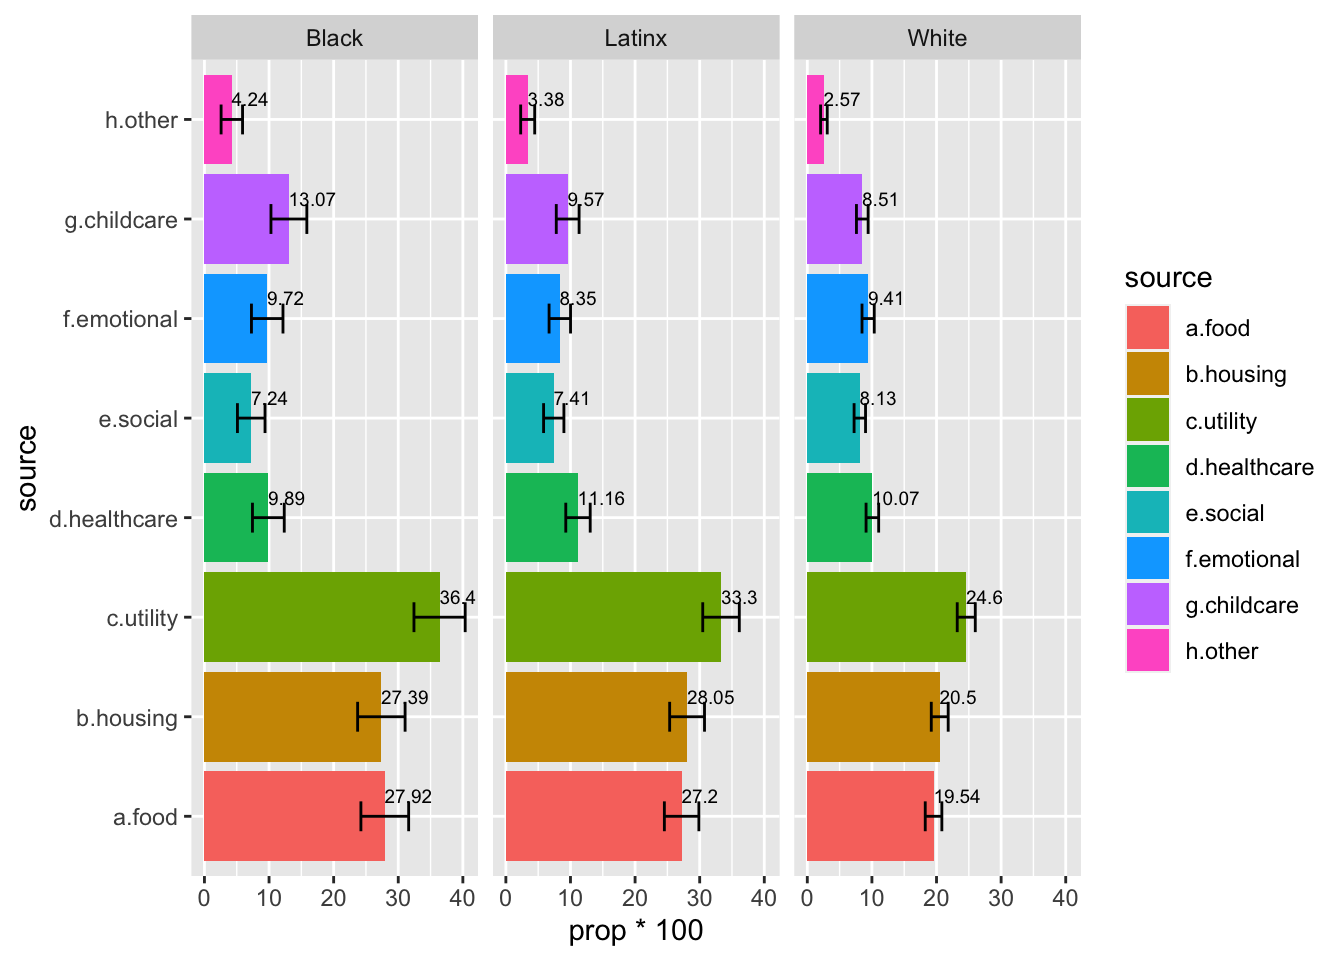 Black Latinx White
h.other 4.24 3.38 2.57
g.childcare 13.07 9.57 8.51
f.emotional 9.72 8.35 9.41
e.social 7.24 7.41 8.13
d.healthcare 9.89 11.16 10.07
c.utility 36.4 33.3 24.6
b.housing 27.39 28.05 20.5
a.food 27.92 27.2 19.54
0 10 20 30 40 0 10 20 30 40 0 10 20 30 40
prop * 100
source
source
a.food
b.housing
c.utility
d.healthcare
e.social
f.emotional
g.childcare
h.other